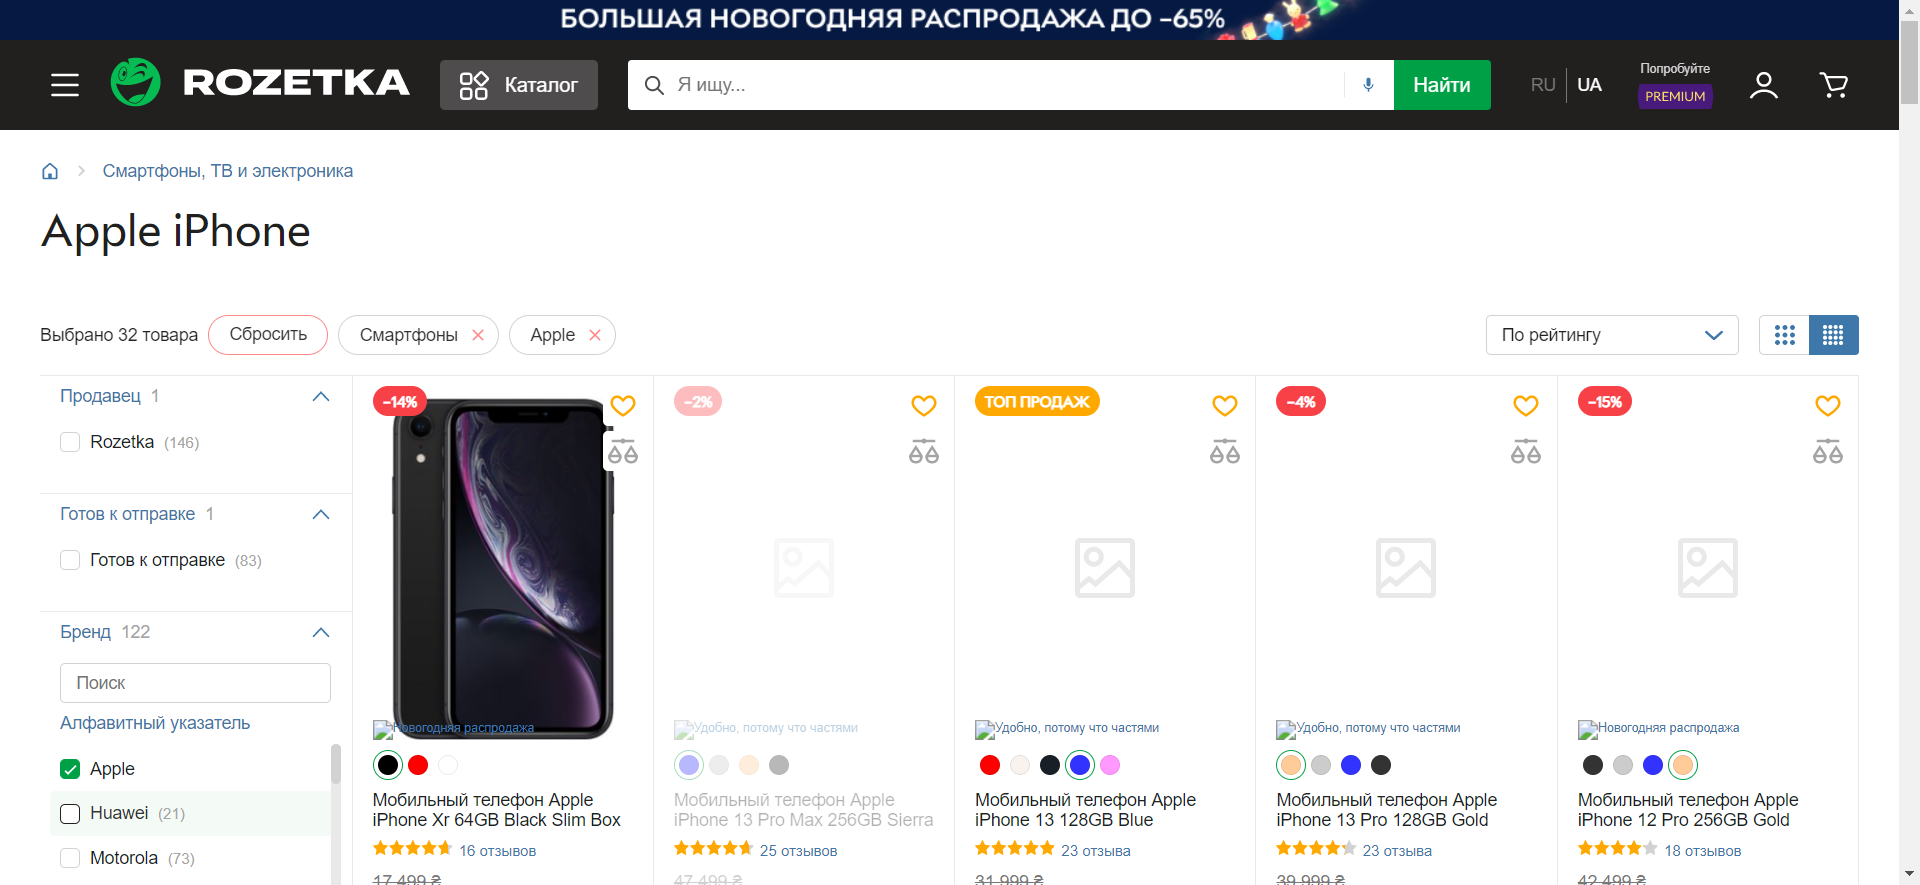 БОЛЬШАЯ НОВОГОДНЯЯ РАСПРОДАЖА ДО −65%
ROZETKA
Каталог
Я ищу...
Найти
RU
UA
Попробуйте
PREMIUM
Смартфоны, ТВ и электроника
Apple iPhone
Выбрано 32 товара
Сбросить
Смартфоны
Apple
По рейтингу
Продавец 1
Rozetka (146)
Готов к отправке 1
Готов к отправке (83)
Бренд 122
Поиск
Алфавитный указатель
Apple
Huawei (21)
Motorola (73)
−14%
Новогодняя распродажа
Мобильный телефон Apple
iPhone Xr 64GB Black Slim Box
16 отзывов
17 499 ₴
−2%
Удобно, потому что частями
Мобильный телефон Apple
iPhone 13 Pro Max 256GB Sierra
25 отзывов
47 499 ₴
ТОП ПРОДАЖ
Удобно, потому что частями
Мобильный телефон Apple
iPhone 13 128GB Blue
23 отзыва
31 999 ₴
−4%
Удобно, потому что частями
Мобильный телефон Apple
iPhone 13 Pro 128GB Gold
23 отзыва
39 999 ₴
−15%
Новогодняя распродажа
Мобильный телефон Apple
iPhone 12 Pro 256GB Gold
18 отзывов
42 499 ₴